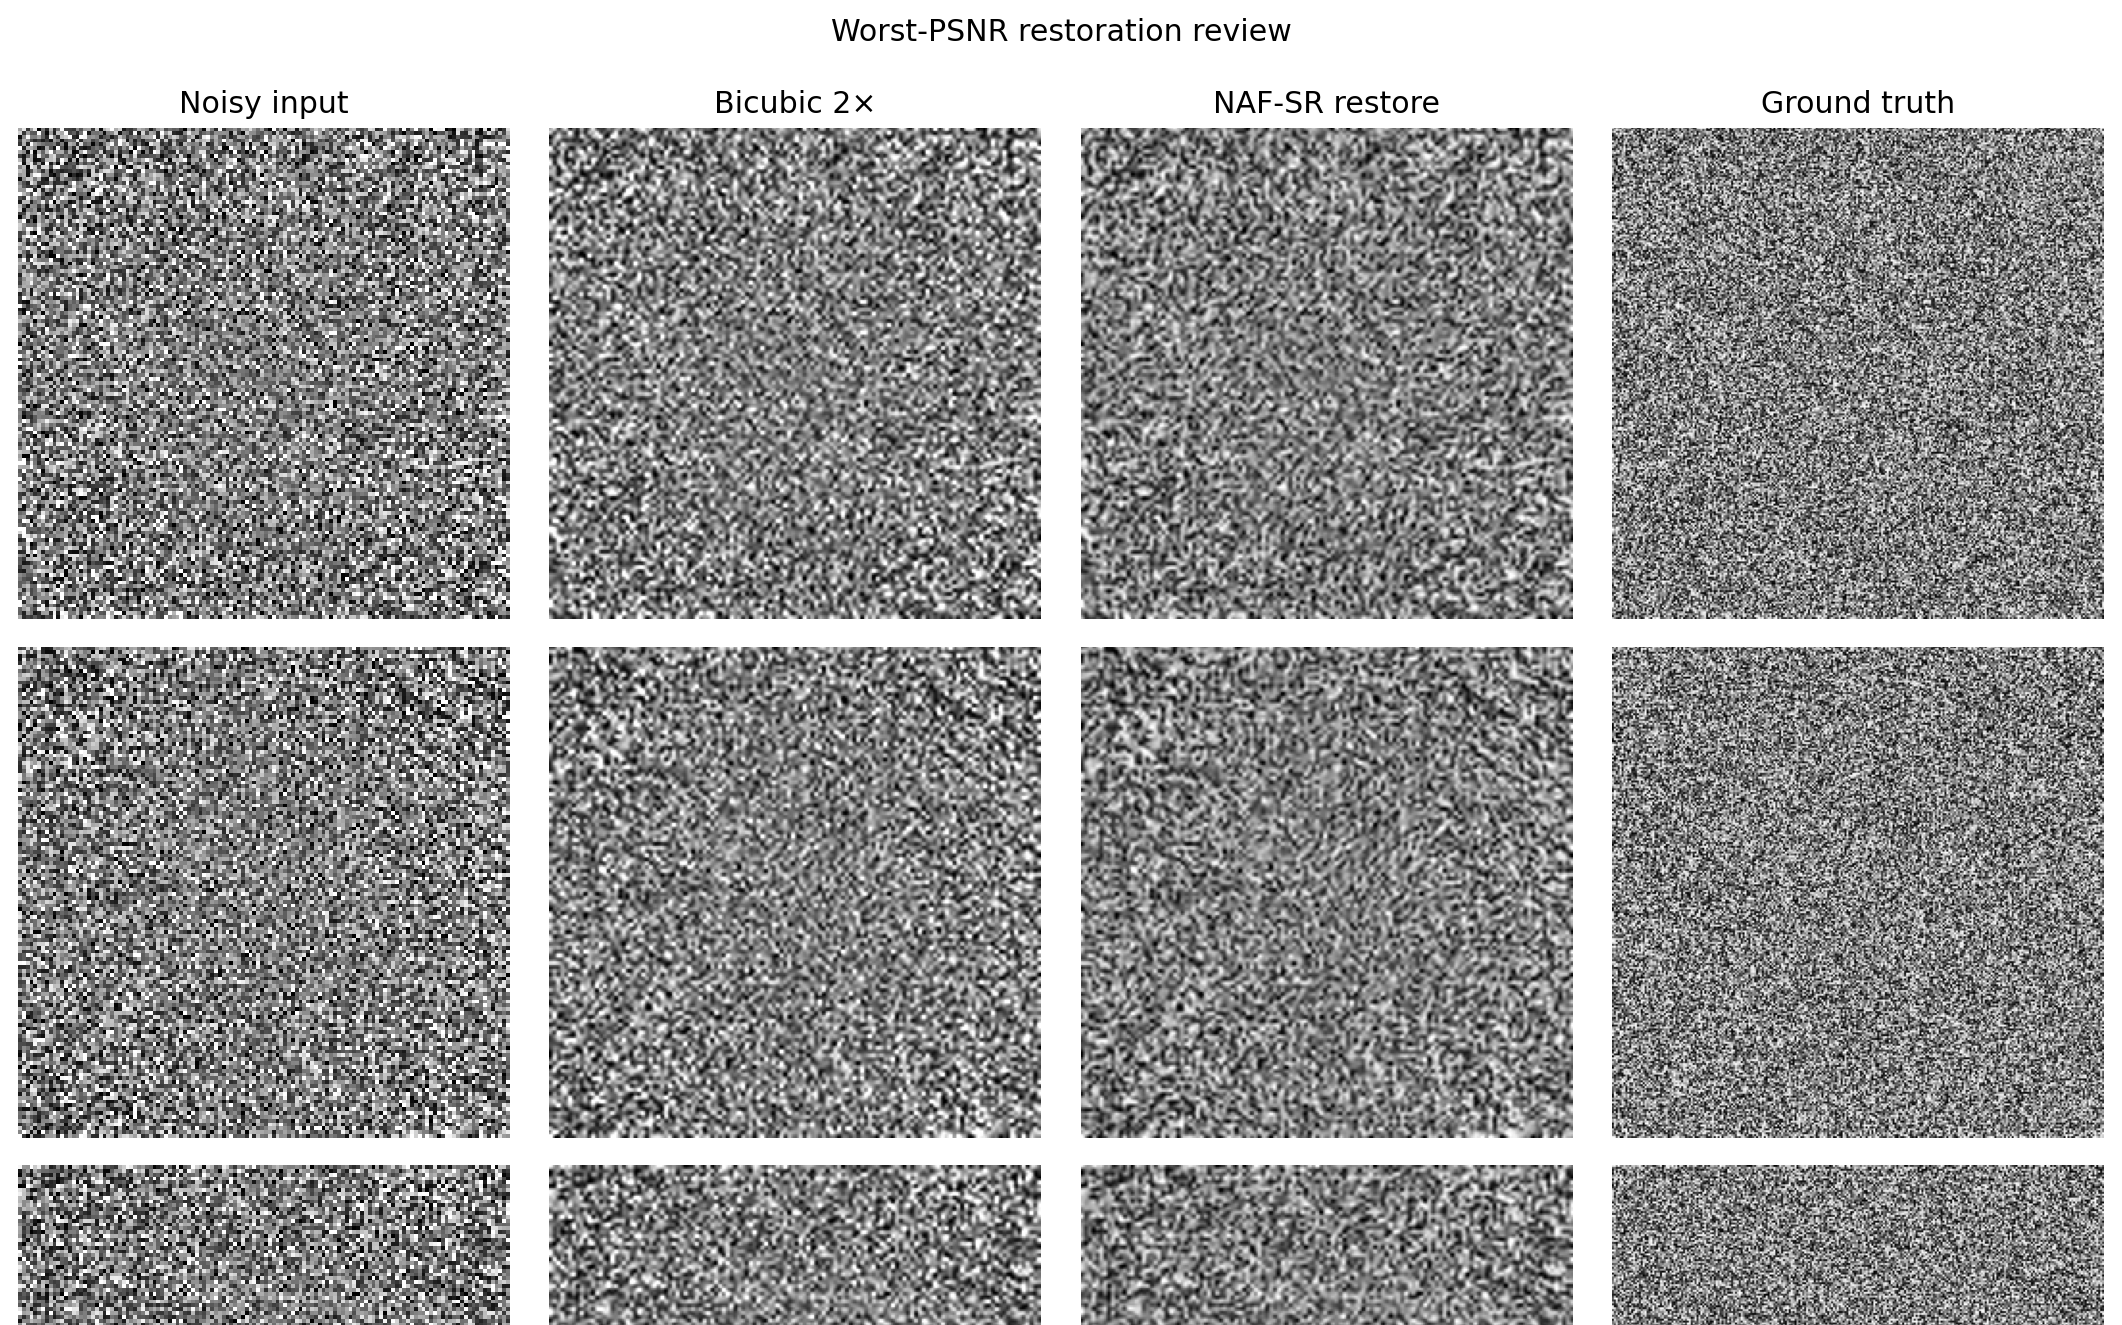 Worst-PSNR restoration review
Noisy input
Bicubic 2×
NAF-SR restore
Ground truth